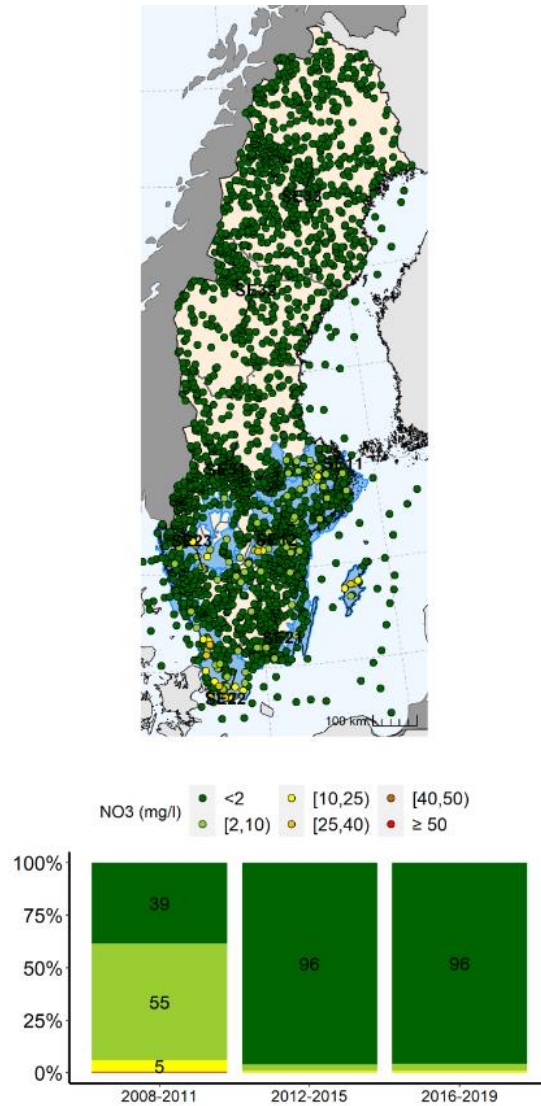 SE33
SE32
SE11
SE23
SE12
SE21
SE22
100 km
NO3 (mg/l)
<2
[10,25)
[40,50)
[2,10)
[25,40)
≥ 50
100%
75%
50%
25%
0%
39
55
5
96
96
2008-2011
2012-2015
2016-2019